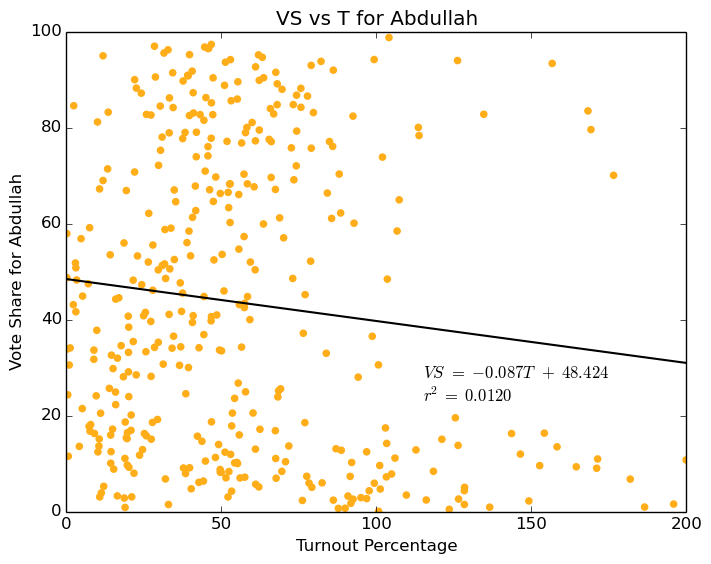 VS vs T for Abdullah
100
80
60
40
20
0
Vote Share for Abdullah
VS = −0.087T + 48.424
r² = 0.0120
0 50 100 150 200
Turnout Percentage